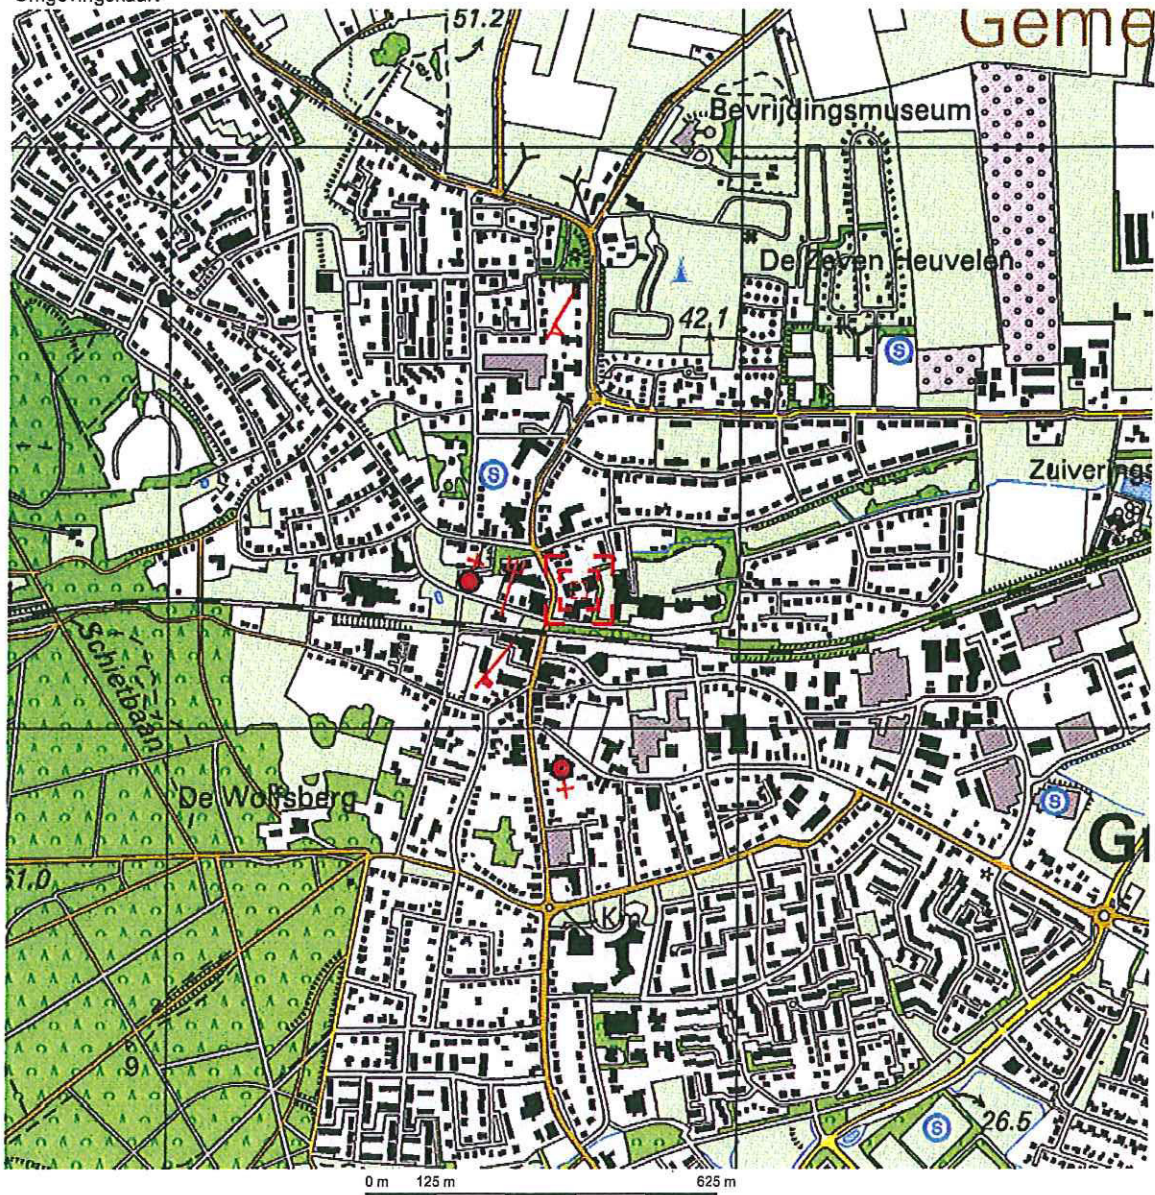 Omgevingskaart
51.2
Geme
Bevrijdingsmuseum
De Zeven Heuvelen
42.1
S
S
Zuiverings
Schietbaan
De Wolfsberg
S
G
51.0
Km
9
S
26.5
0 m 125 m 625 m